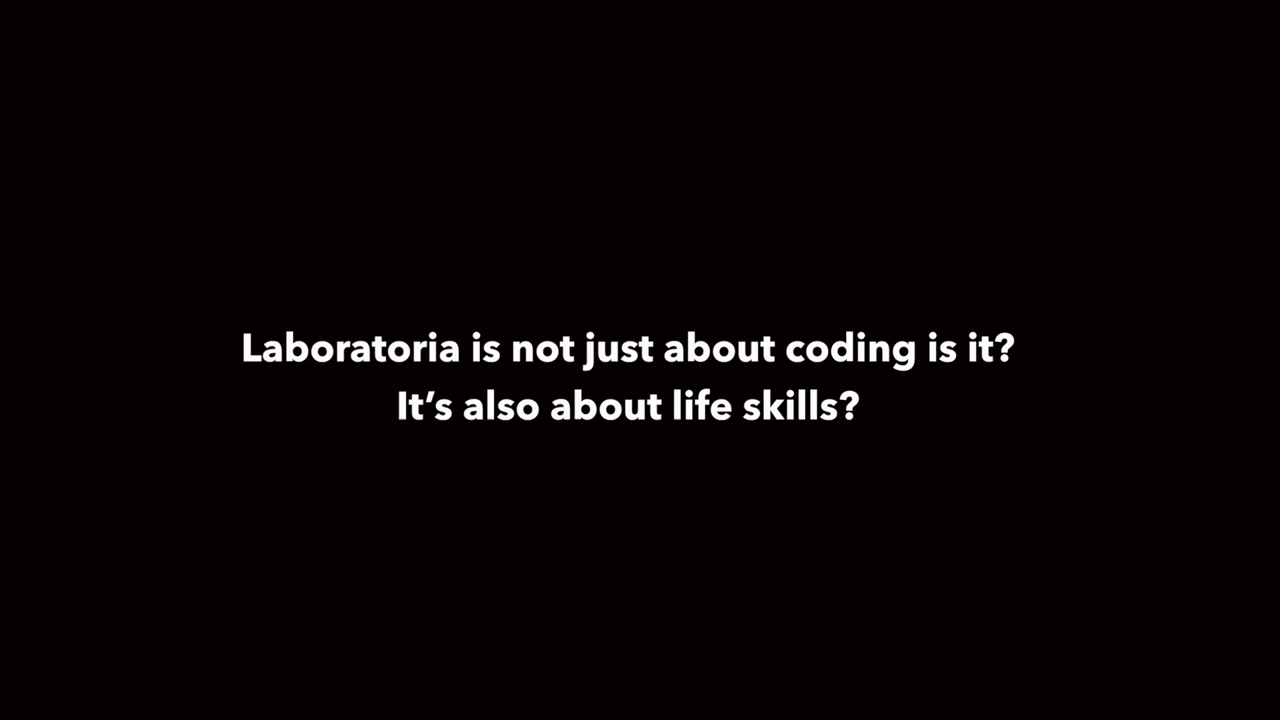 Laboratoria is not just about coding is it?
It’s also about life skills?